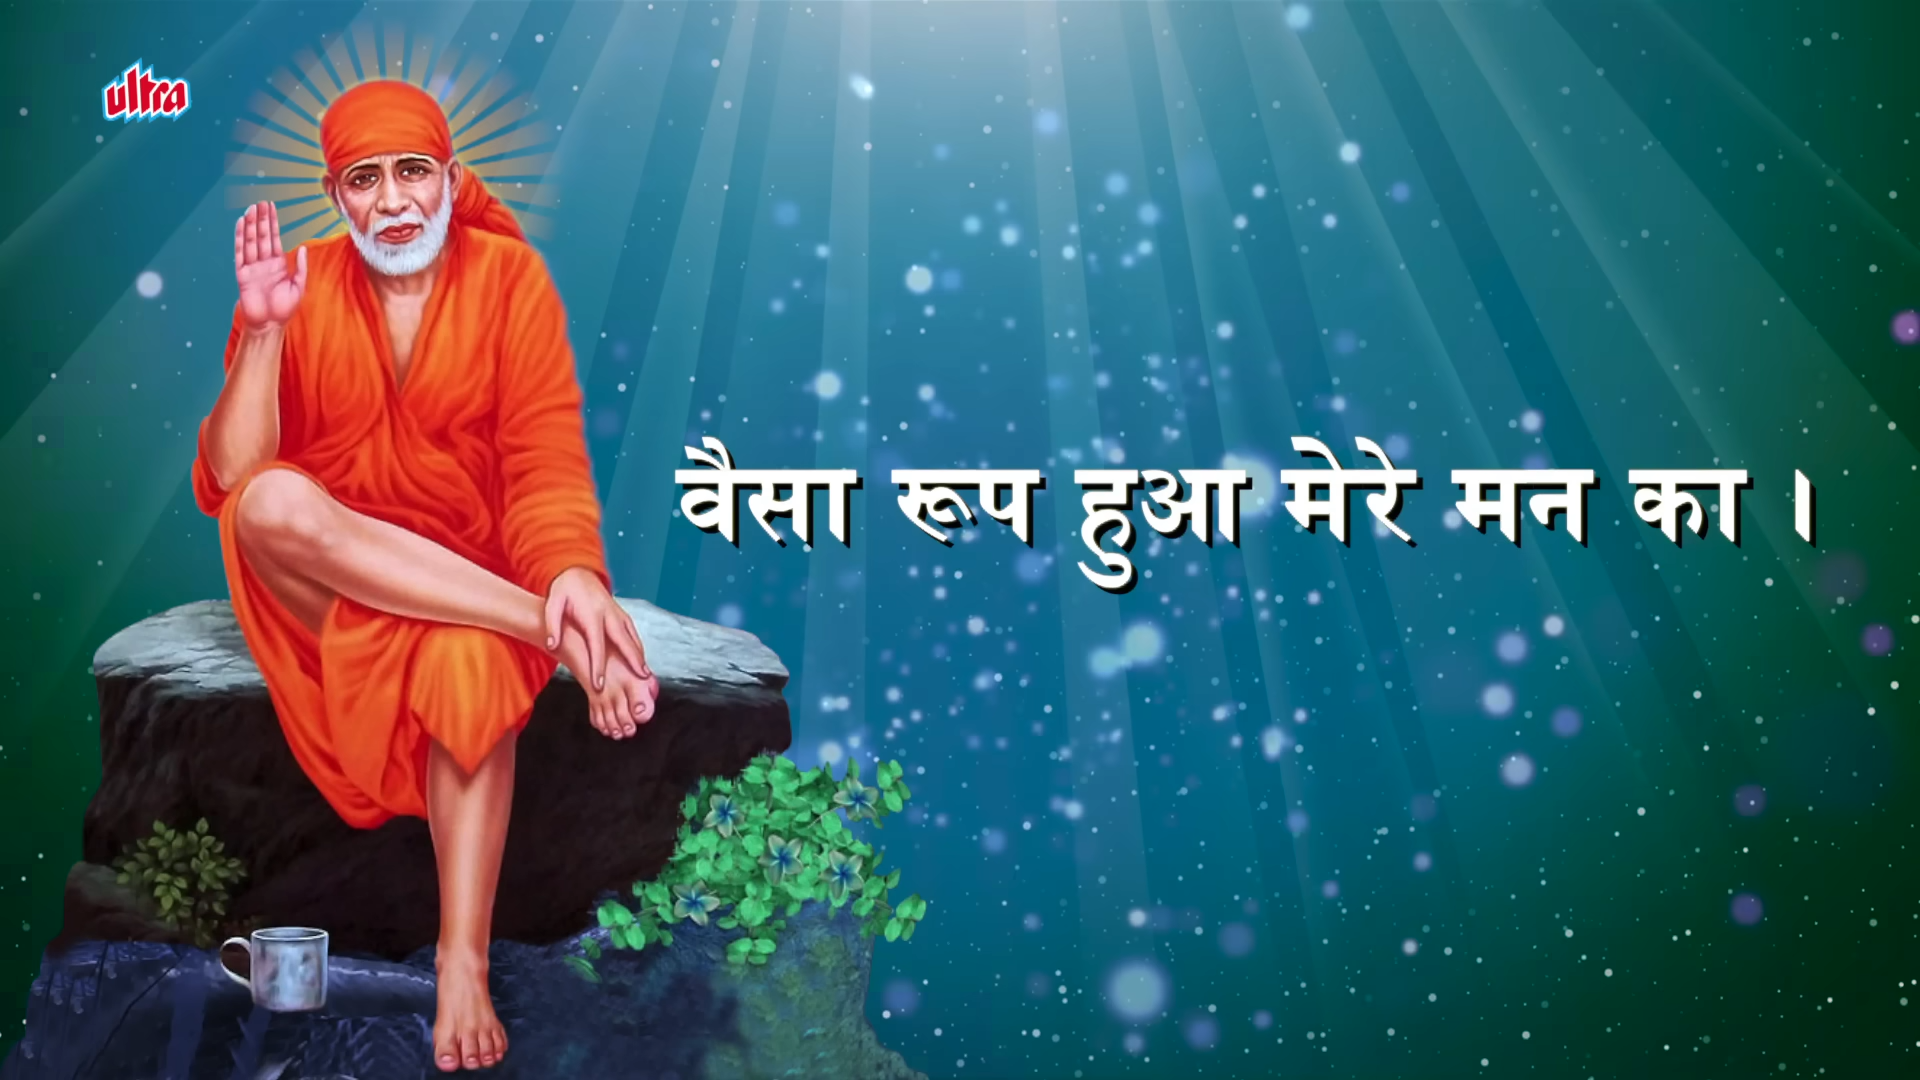 ultra
वैसा रूप हुआ मेरे मन का ।